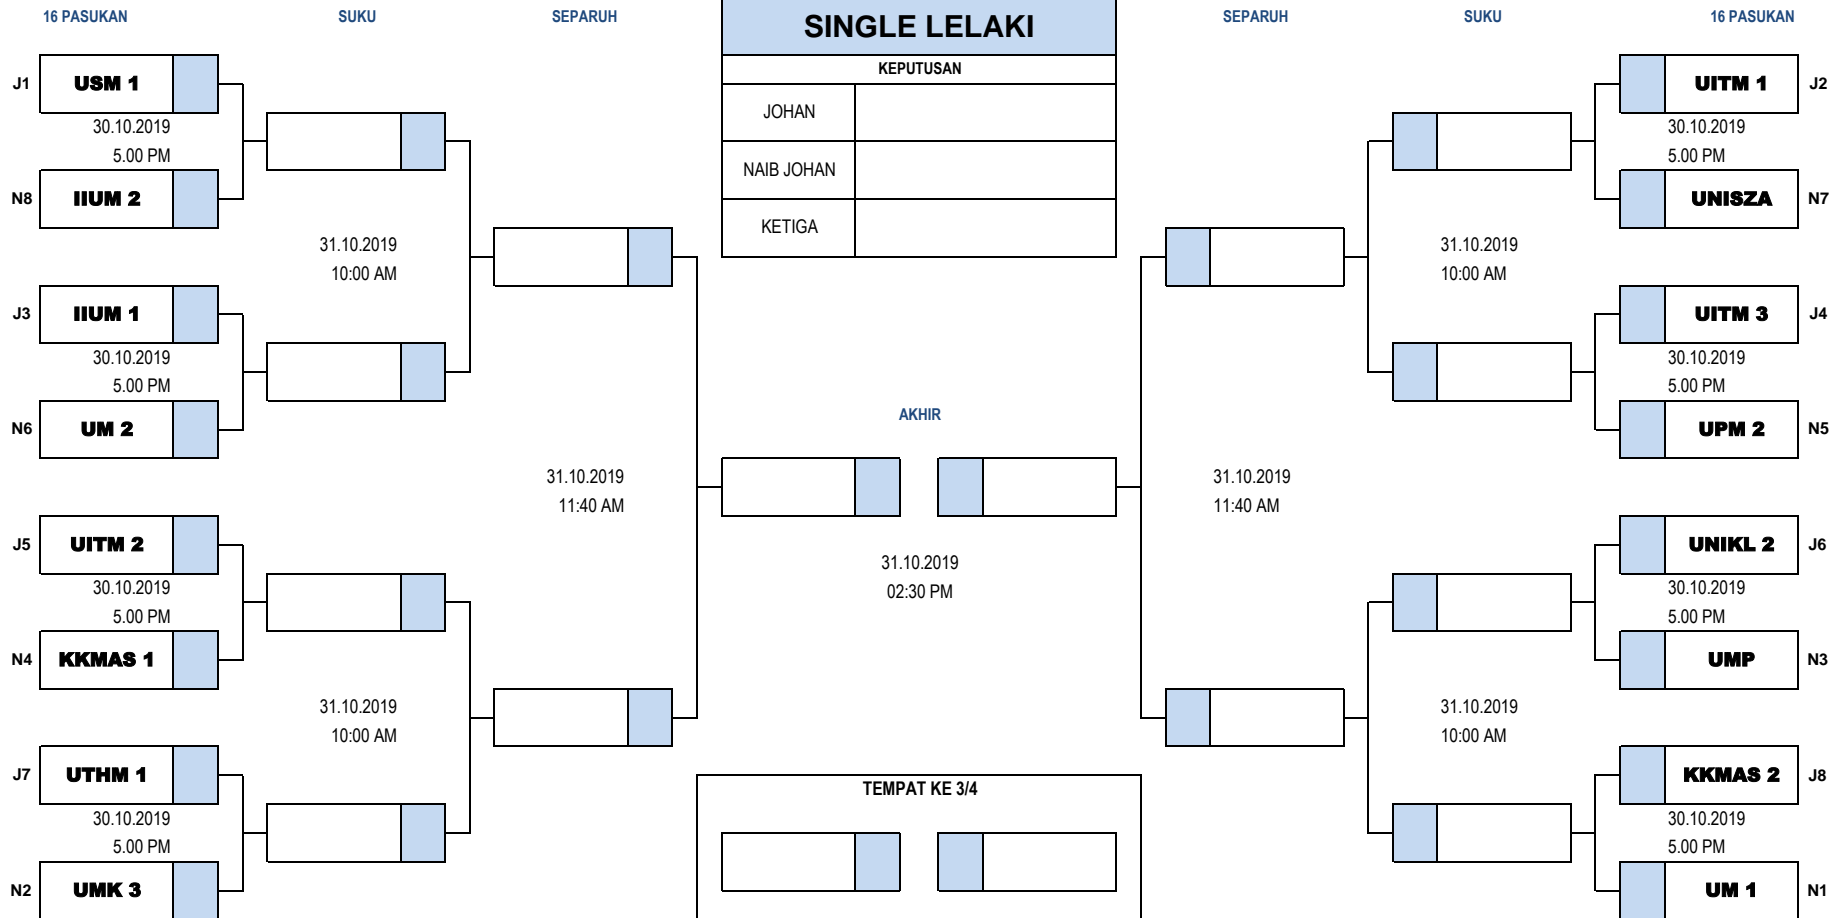 16 PASUKAN SUKU SEPARUH SINGLE LELAKI SEPARUH SUKU 16 PASUKAN
KEPUTUSAN
J1 USM 1 UITM 1 J2
JOHAN
30.10.2019 30.10.2019
5.00 PM 5.00 PM
NAIB JOHAN
N8 IIUM 2 UNISZA N7
KETIGA
31.10.2019 31.10.2019
10:00 AM 10:00 AM
J3 IIUM 1 UITM 3 J4
30.10.2019 30.10.2019
5.00 PM 5.00 PM
AKHIR
N6 UM 2 UPM 2 N5
31.10.2019 31.10.2019
11:40 AM 11:40 AM
J5 UITM 2 UNIKL 2 J6
31.10.2019
30.10.2019 02:30 PM 30.10.2019
5.00 PM 5.00 PM
N4 KKMAS 1 UMP N3
31.10.2019 31.10.2019
10:00 AM 10:00 AM
J7 UTHM 1 KKMAS 2 J8
TEMPAT KE 3/4
30.10.2019 30.10.2019
5.00 PM 5.00 PM
N2 UMK 3 UM 1 N1